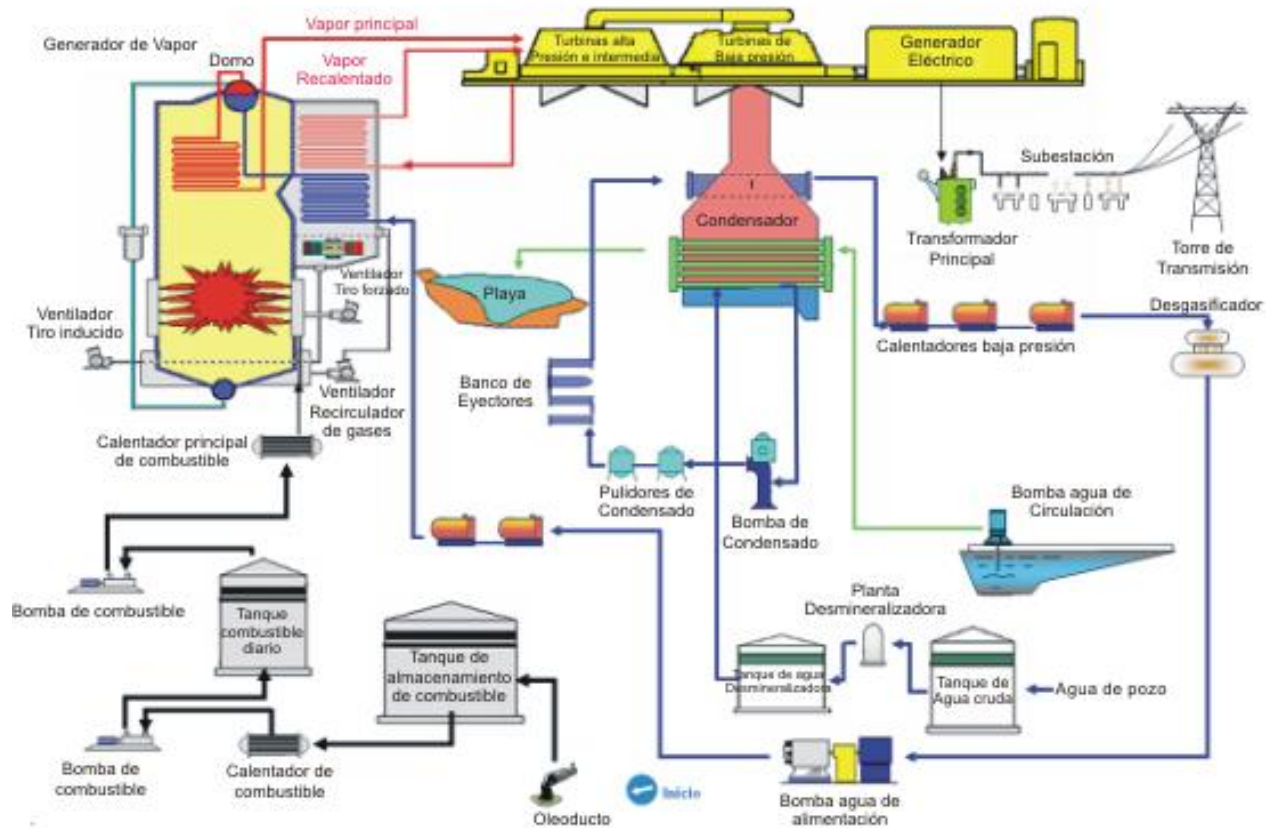 Vapor principal
Generador de Vapor
Domo
Vapor
Recalentado
Turbinas alta
Presión e intermedia
Turbinas de
Baja presión
Generador
Eléctrico
Subestación
Condensador
Transformador
Principal
Torre de
Transmisión
Ventilador
Tiro forzado
Playa
Ventilador
Tiro inducido
Desgasificador
Calentadores baja presión
Banco de
Eyectores
Ventilador
Recirculador
de gases
Calentador principal
de combustible
Pulidores de
Condensado
Bomba de
Condensado
Bomba agua de
Circulación
Bomba de combustible
Tanque
combustible
diario
Planta
Desmineralizadora
Tanque de
almacenamiento
de combustible
Tanque de agua
Desmineralizadora
Tanque de
Agua cruda
Agua de pozo
Bomba de
combustible
Calentador de
combustible
Oleoducto
Inicio
Bomba agua de
alimentación